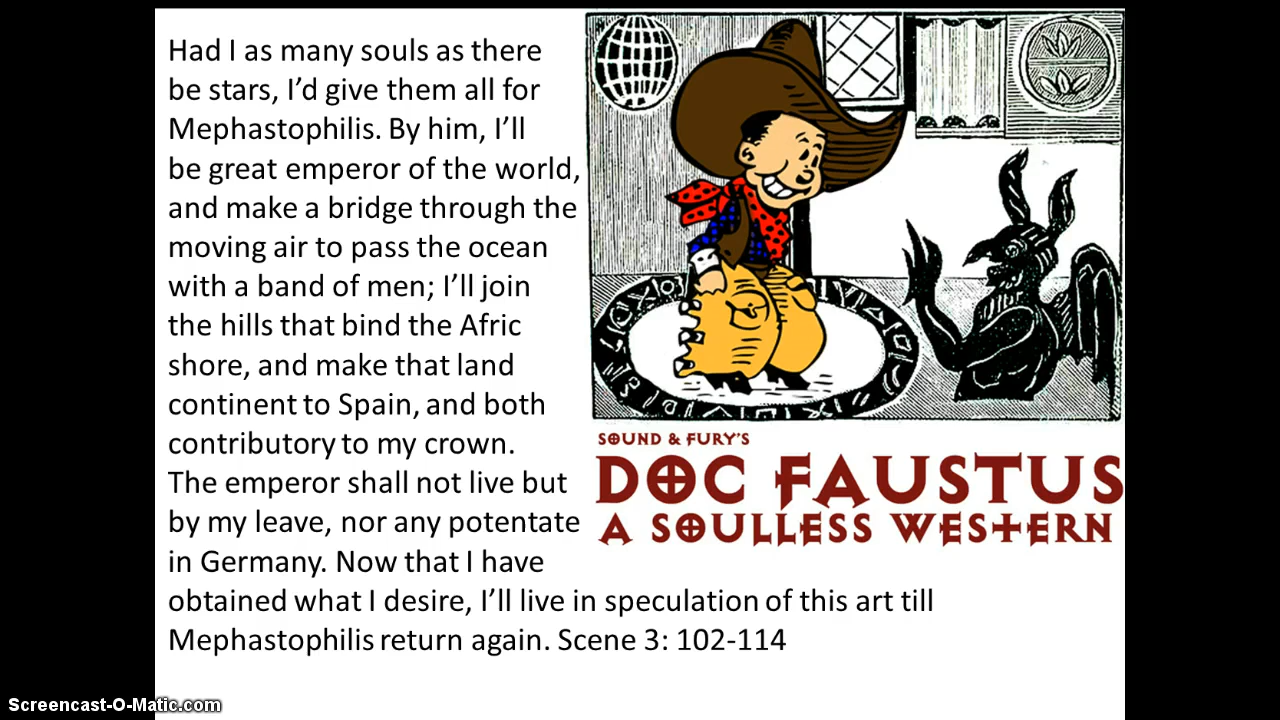 Had I as many souls as there
be stars, I’d give them all for
Mephastophilis. By him, I’ll
be great emperor of the world,
and make a bridge through the
moving air to pass the ocean
with a band of men; I’ll join
the hills that bind the Afric
shore, and make that land
continent to Spain, and both
contributory to my crown.
The emperor shall not live but
by my leave, nor any potentate
in Germany. Now that I have
obtained what I desire, I’ll live in speculation of this art till
Mephastophilis return again. Scene 3: 102-114
SOUND & FURY'S
DOC FAUSTUS
A SOULLESS WESTERN
Screencast-O-Matic.com